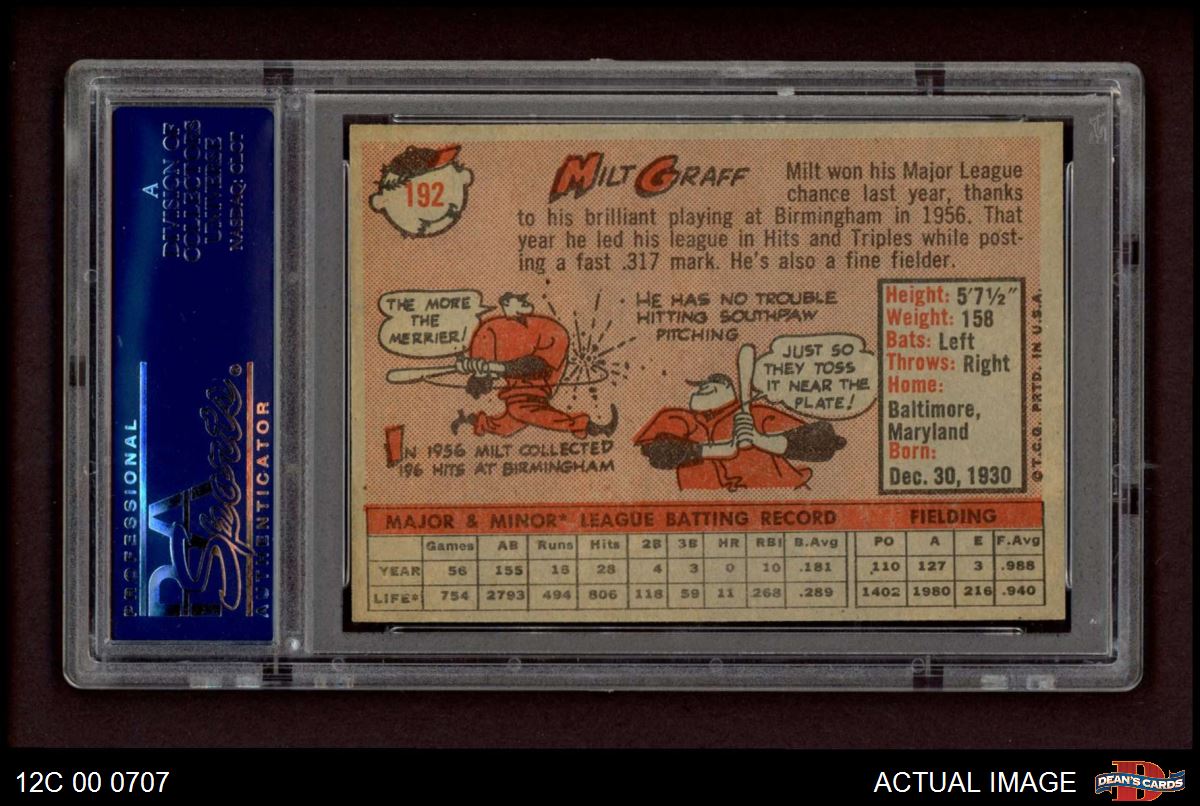 A
DIVISION OF
COLLECTORS
UNIVERSE
NASDAQ: CLCT
PROFESSIONAL
PSA
Sports
AUTHENTICATOR
192
MILT GRAFF
Milt won his Major League
chance last year, thanks
to his brilliant playing at Birmingham in 1956. That
year he led his league in Hits and Triples while post-
ing a fast .317 mark. He's also a fine fielder.
THE MORE
THE
MERRIER!
IN 1956 MILT COLLECTED
196 HITS AT BIRMINGHAM
HE HAS NO TROUBLE
HITTING SOUTHPAW
PITCHING
JUST SO
THEY TOSS
IT NEAR THE
PLATE!
Height: 5'7½"
Weight: 158
Bats: Left
Throws: Right
Home:
Baltimore,
Maryland
Born:
Dec. 30, 1930
© T.C.G. PRTD. IN U.S.A.
MAJOR & MINOR* LEAGUE BATTING RECORD FIELDING
Games AB Runs Hits 2B 3B HR RBI B.Avg PO A E F.Avg
YEAR 56 155 16 28 4 3 0 10 .181 110 127 3 .988
LIFE* 754 2793 494 806 118 59 11 268 .289 1402 1980 216 .940
12C 00 0707
ACTUAL IMAGE
D
DEAN'S CARDS